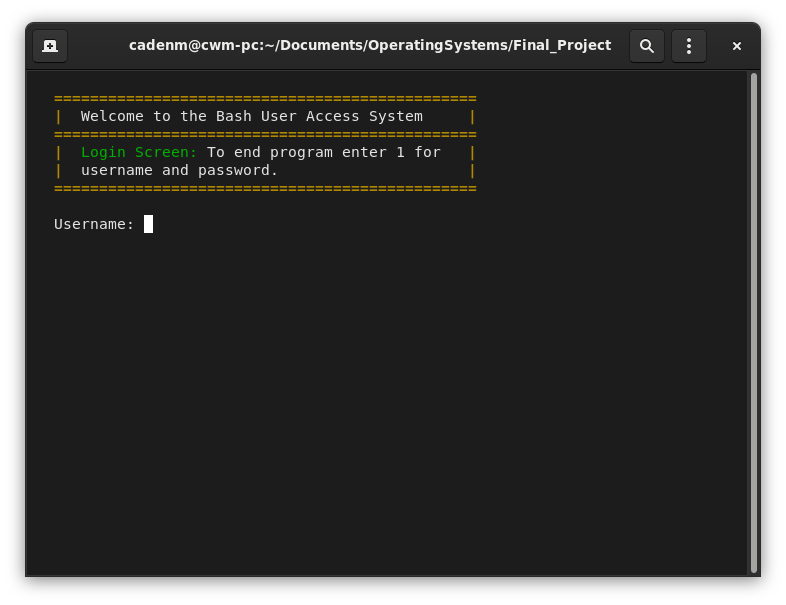 cadenm@cwm-pc:~/Documents/OperatingSystems/Final_Project
===============================================
|  Welcome to the Bash User Access System     |
===============================================
|  Login Screen: To end program enter 1 for   |
|  username and password.                     |
===============================================
Username: